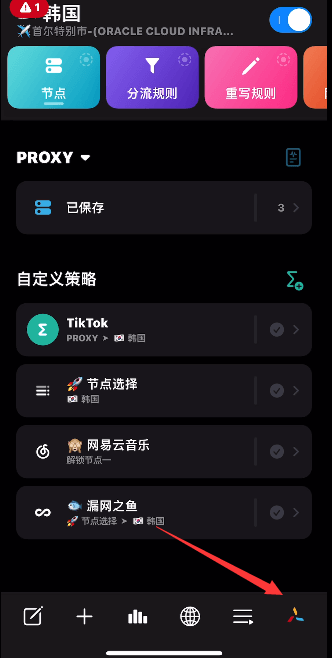 1
韩国
✈️首尔特别市-(ORACLE CLOUD INFRA...
节点
分流规则
重写规则
PROXY
已保存
3
自定义策略
TikTok
PROXY ➤ 🇰🇷 韩国
🚀 节点选择
🇰🇷 韩国
🙈 网易云音乐
解锁节点一
🐟 漏网之鱼
🚀 节点选择 ➤ 🇰🇷 韩国